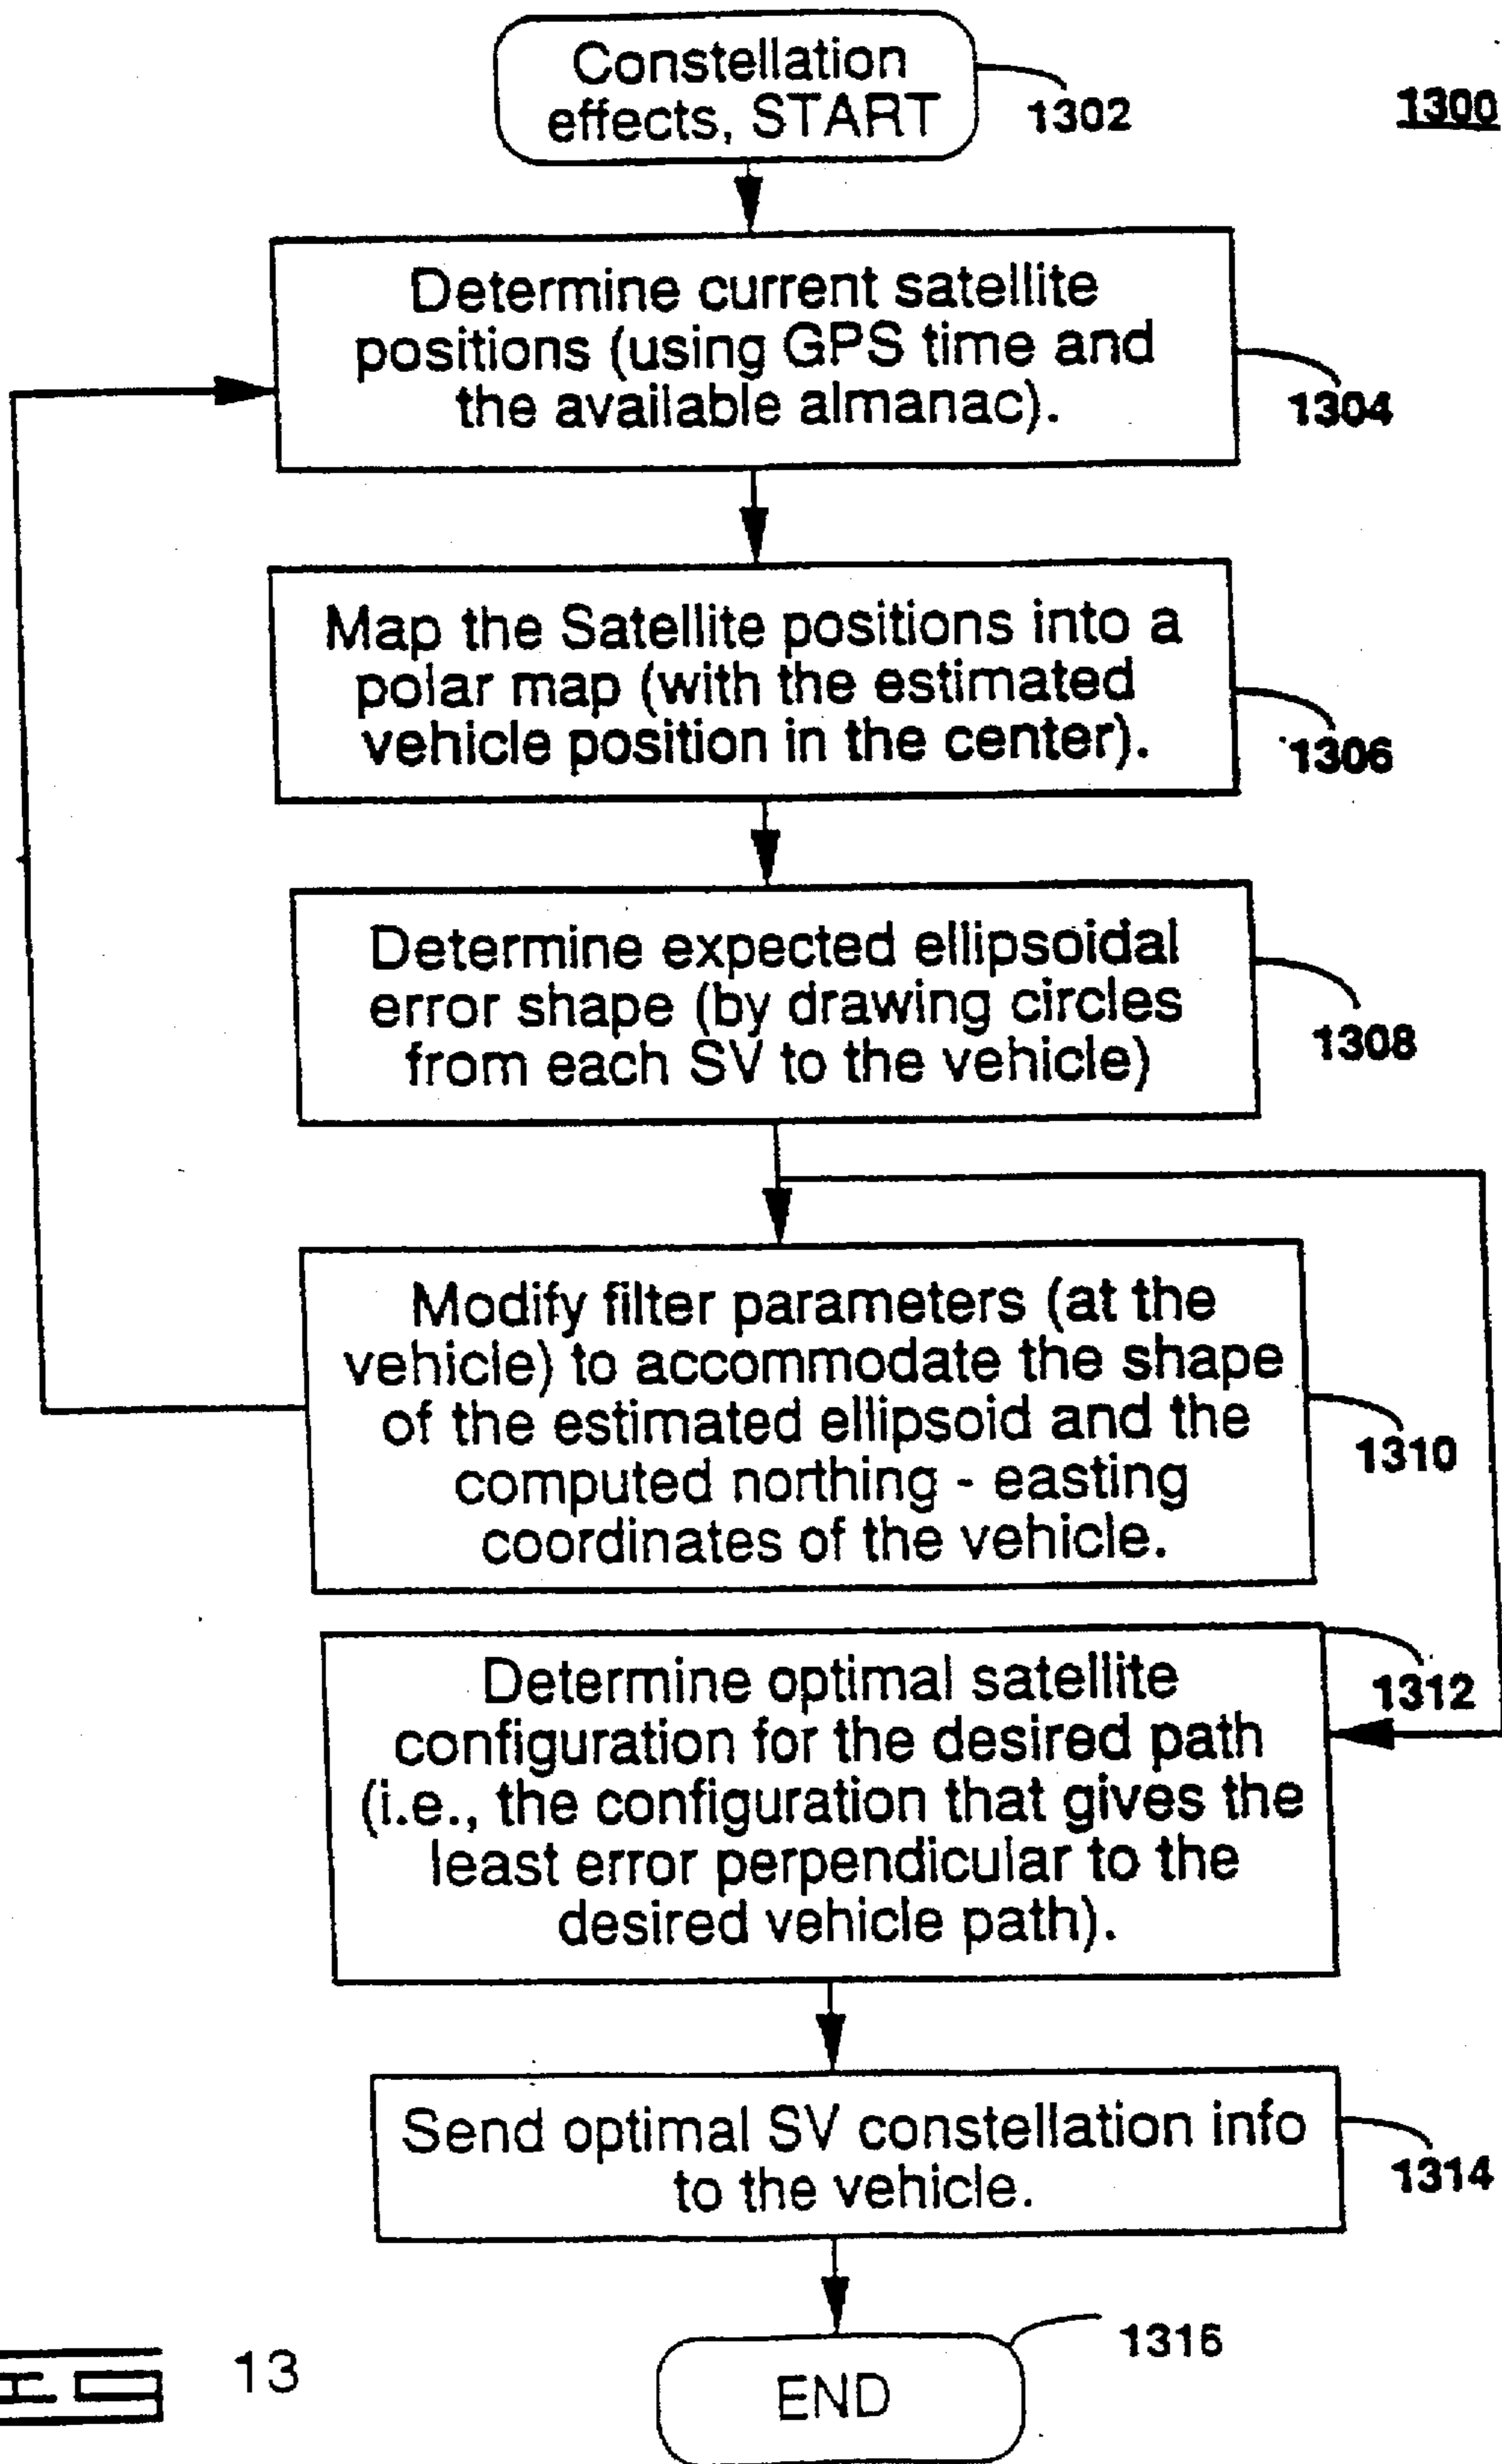 Constellation
effects, START
1302
1300
Determine current satellite
positions (using GPS time and
the available almanac).
1304
Map the Satellite positions into a
polar map (with the estimated
vehicle position in the center).
1306
Determine expected ellipsoidal
error shape (by drawing circles
from each SV to the vehicle)
1308
Modify filter parameters (at the
vehicle) to accommodate the shape
of the estimated ellipsoid and the
computed northing - easting
coordinates of the vehicle.
1310
Determine optimal satellite
configuration for the desired path
(i.e., the configuration that gives the
least error perpendicular to the
desired vehicle path).
1312
Send optimal SV constellation info
to the vehicle.
1314
END
1316
13